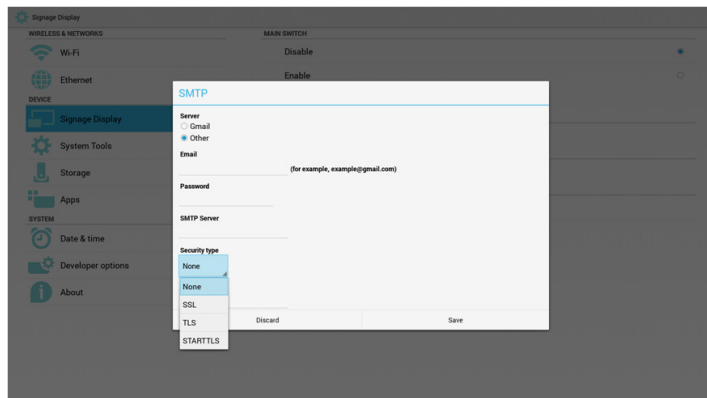 Signage Display
WIRELESS & NETWORKS
MAIN SWITCH
Wi-Fi
Disable
Ethernet
Enable
DEVICE
SMTP
Signage Display
Server
Gmail
Other
System Tools
Email
Storage
(for example, example@gmail.com)
Password
Apps
SYSTEM
SMTP Server
Date & time
Security type
Developer options
None
About
None
SSL
TLS
STARTTLS
Discard
Save